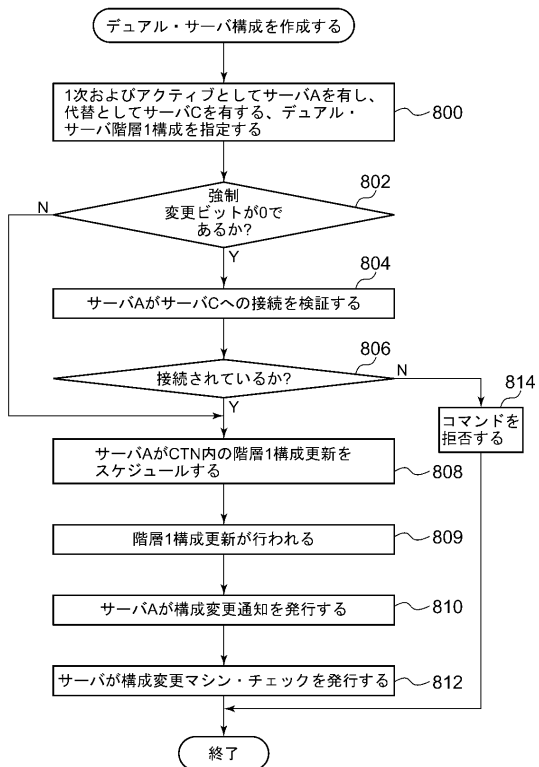 デュアル・サーバ構成を作成する
1次およびアクティブとしてサーバAを有し、
代替としてサーバCを有する、デュアル・
サーバ階層1構成を指定する
800
802
強制
変更ビットが0で
あるか?
N
Y
804
サーバAがサーバCへの接続を検証する
806
接続されているか?
N
Y
814
コマンドを
拒否する
サーバAがCTN内の階層1構成更新を
スケジュールする
808
階層1構成更新が行われる
809
サーバAが構成変更通知を発行する
810
サーバが構成変更マシン・チェックを発行する
812
終了